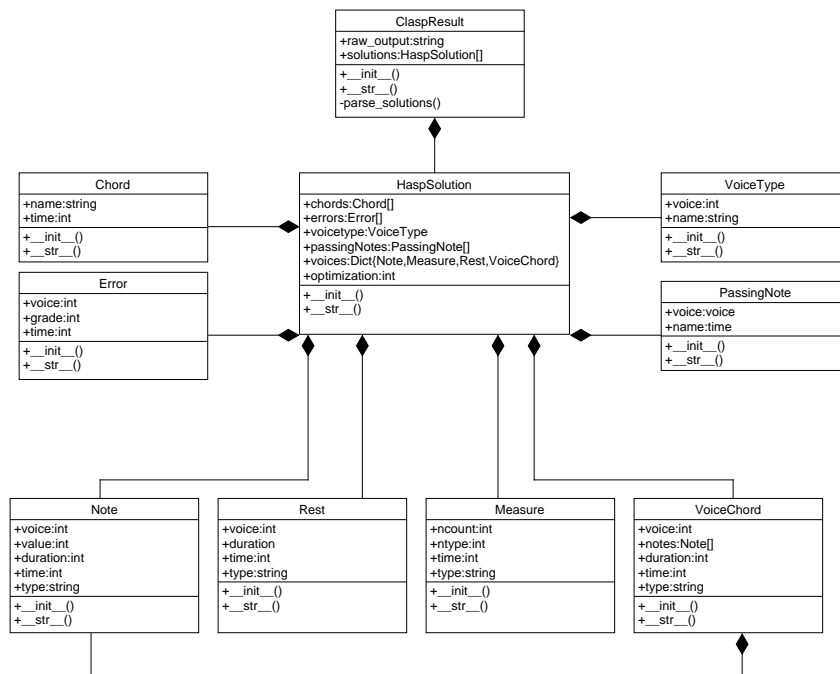 ClaspResult
+raw_output:string
+solutions:HaspSolution[]
+__init__()
+__str__()
-parse_solutions()
Chord
+name:string
+time:int
+__init__()
+__str__()
HaspSolution
+chords:Chord[]
+errors:Error[]
+voicetype:VoiceType
+passingNotes:PassingNote[]
+voices:Dict{Note,Measure,Rest,VoiceChord}
+optimization:int
+__init__()
+__str__()
VoiceType
+voice:int
+name:string
+__init__()
+__str__()
Error
+voice:int
+grade:int
+time:int
+__init__()
+__str__()
PassingNote
+voice:voice
+name:time
+__init__()
+__str__()
Note
+voice:int
+value:int
+duration:int
+time:int
+type:string
+__init__()
+__str__()
Rest
+voice:int
+duration
+time:int
+type:string
+__init__()
+__str__()
Measure
+ncount:int
+ntype:int
+time:int
+type:string
+__init__()
+__str__()
VoiceChord
+voice:int
+notes:Note[]
+duration:int
+time:int
+type:string
+__init__()
+__str__()